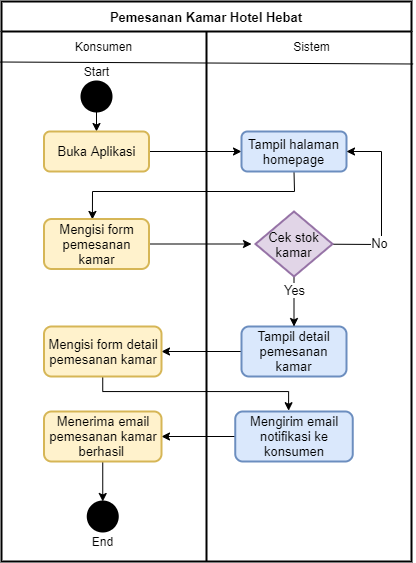 Pemesanan Kamar Hotel Hebat
Konsumen
Sistem
Start
Buka Aplikasi
Tampil halaman
homepage
Mengisi form
pemesanan
kamar
Cek stok
kamar
No
Yes
Tampil detail
pemesanan
kamar
Mengisi form detail
pemesanan kamar
Mengirim email
notifikasi ke
konsumen
Menerima email
pemesanan kamar
berhasil
End